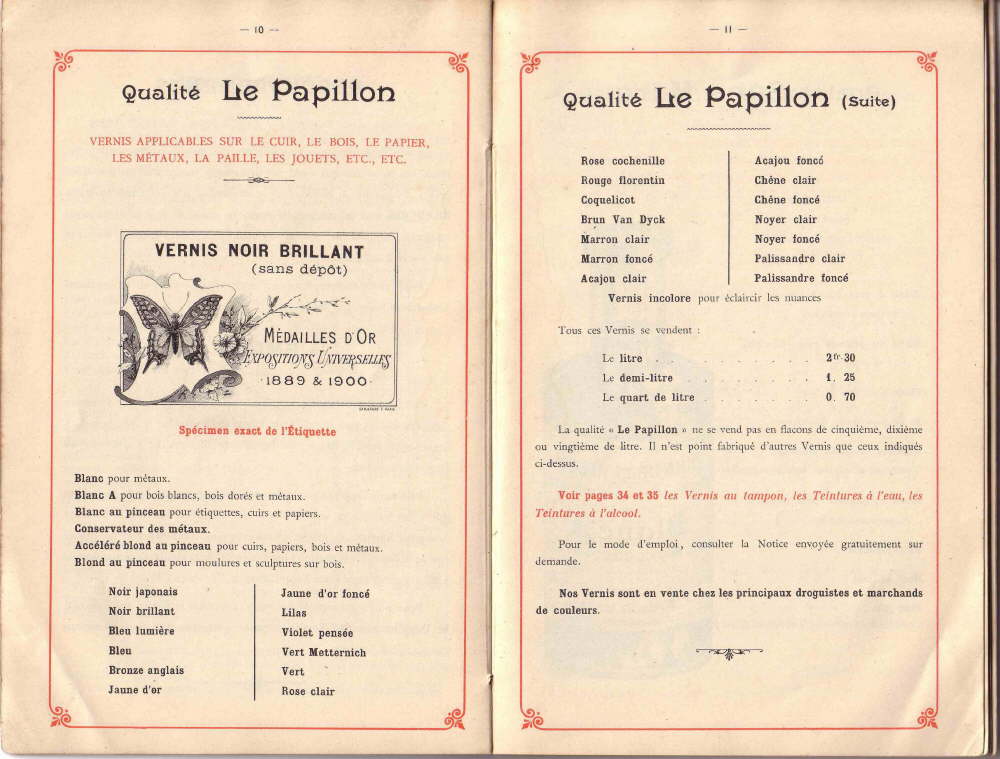 — 10 —
Qualité Le Papillon
VERNIS APPLICABLES SUR LE CUIR, LE BOIS, LE PAPIER,
LES MÉTAUX, LA PAILLE, LES JOUETS, ETC., ETC.
VERNIS NOIR BRILLANT
(sans dépôt)
MÉDAILLES D'OR
EXPOSITIONS UNIVERSELLES
1889 & 1900
Spécimen exact de l'Étiquette
Blanc pour métaux.
Blanc A pour bois blancs, bois dorés et métaux.
Blanc au pinceau pour étiquettes, cuirs et papiers.
Conservateur des métaux.
Accéléré blond au pinceau pour cuirs, papiers, bois et métaux.
Blond au pinceau pour moulures et sculptures sur bois.
Noir japonais
Noir brillant
Bleu lumière
Bleu
Bronze anglais
Jaune d'or
Jaune d'or foncé
Lilas
Violet pensée
Vert Metternich
Vert
Rose clair
— 11 —
Qualité Le Papillon (Suite)
Rose cochenille
Rouge florentin
Coquelicot
Brun Van Dyck
Marron clair
Marron foncé
Acajou clair
Acajou foncé
Chêne clair
Chêne foncé
Noyer clair
Noyer foncé
Palissandre clair
Palissandre foncé
Vernis incolore pour éclaircir les nuances
Tous ces Vernis se vendent :
Le litre . . . . . . . . . 2 fr. 30
Le demi-litre . . . . . . . . 1. 25
Le quart de litre . . . . . . . 0. 70
La qualité « Le Papillon » ne se vend pas en flacons de cinquième, dixième
ou vingtième de litre. Il n'est point fabriqué d'autres Vernis que ceux indiqués
ci-dessus.
Voir pages 34 et 35 les Vernis au tampon, les Teintures à l'eau, les
Teintures à l'alcool.
Pour le mode d'emploi, consulter la Notice envoyée gratuitement sur
demande.
Nos Vernis sont en vente chez les principaux droguistes et marchands
de couleurs.